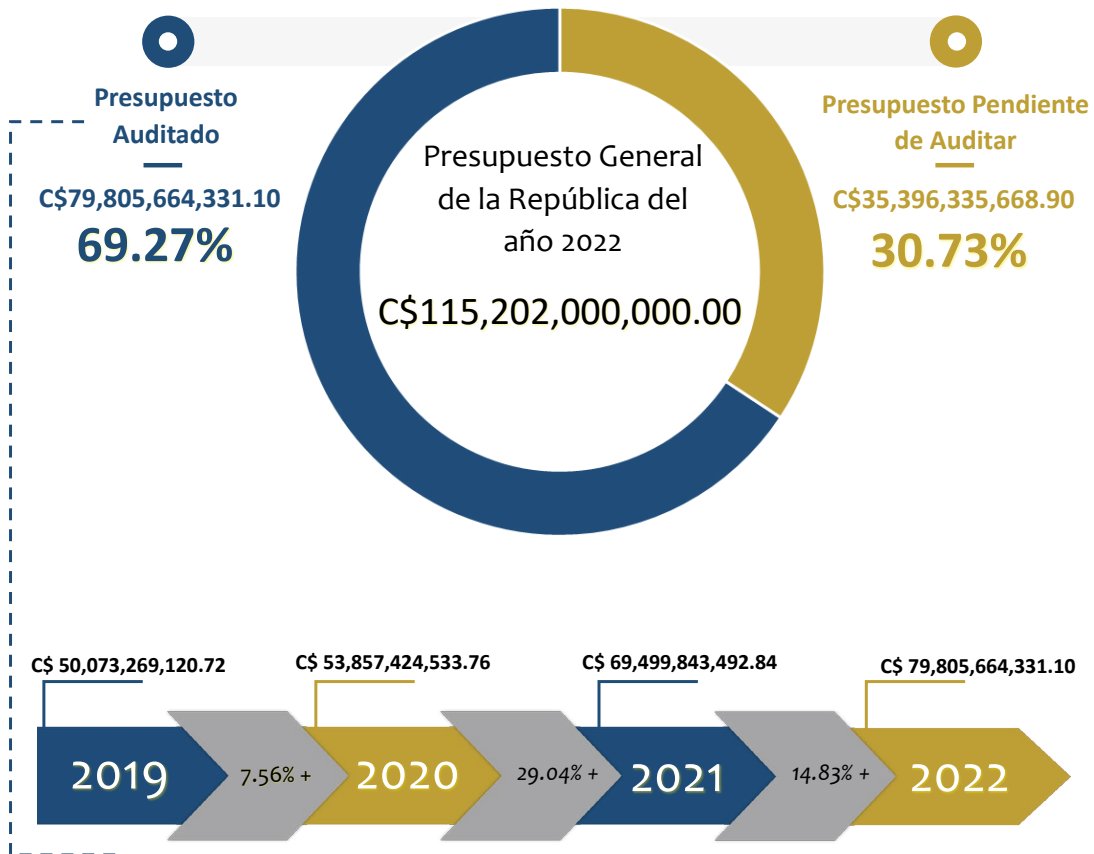 Presupuesto
Auditado
C$79,805,664,331.10
69.27%
Presupuesto General
de la República del
año 2022
C$115,202,000,000.00
Presupuesto Pendiente
de Auditar
C$35,396,335,668.90
30.73%
C$ 50,073,269,120.72
C$ 53,857,424,533.76
C$ 69,499,843,492.84
C$ 79,805,664,331.10
2019
7.56% +
2020
29.04% +
2021
14.83% +
2022